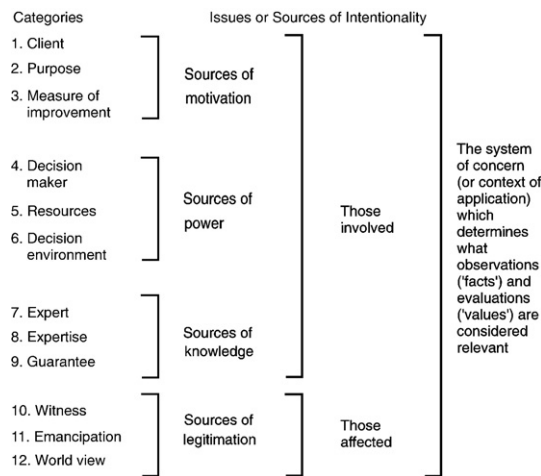 Categories
Issues or Sources of Intentionality
1. Client
2. Purpose
3. Measure of
improvement
Sources of
motivation
4. Decision
maker
5. Resources
6. Decision
environment
Sources of
power
7. Expert
8. Expertise
9. Guarantee
Sources of
knowledge
Those
involved
10. Witness
11. Emancipation
12. World view
Sources of
legitimation
Those
affected
The system
of concern
(or context of
application)
which
determines
what
observations
('facts') and
evaluations
('values') are
considered
relevant